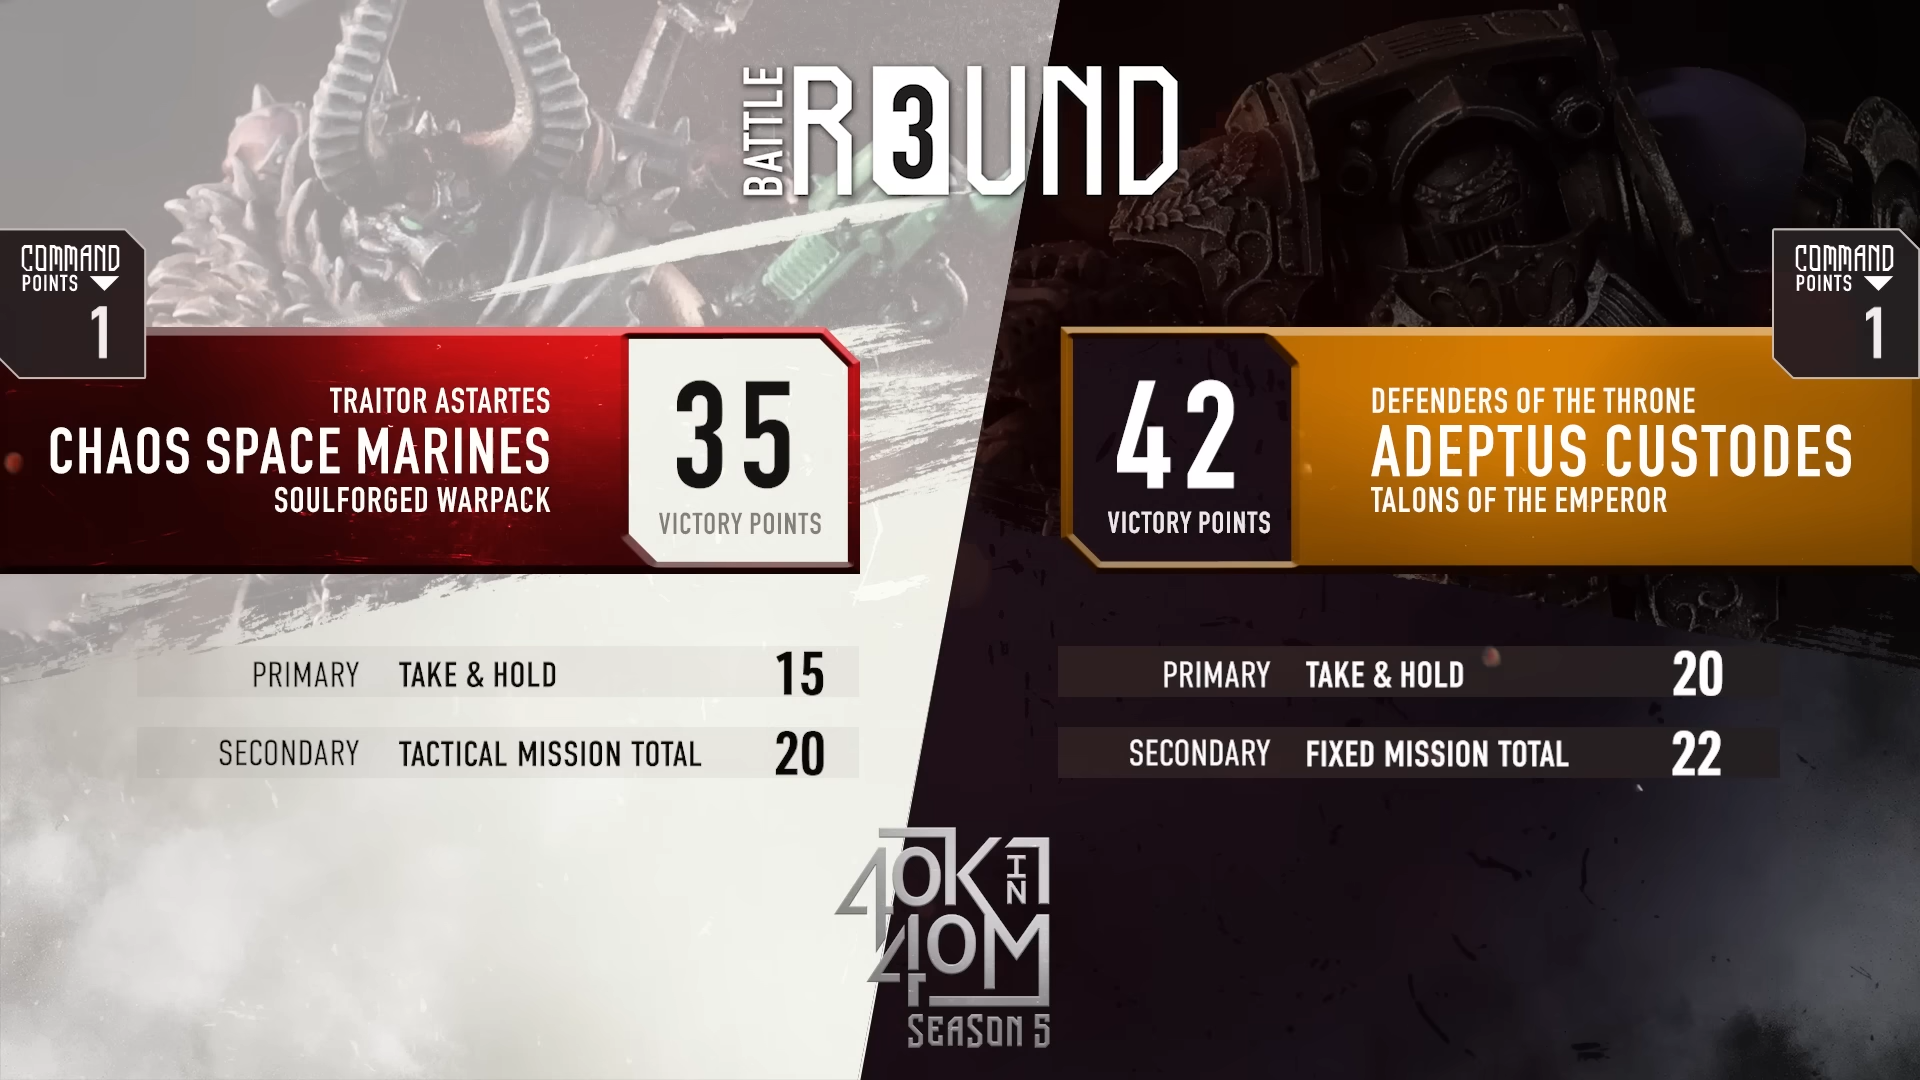 BATTLE
ROUND
3
COMMAND
POINTS
1
TRAITOR ASTARTES
CHAOS SPACE MARINES
SOULFORGED WARPACK
35
VICTORY POINTS
PRIMARY TAKE & HOLD 15
SECONDARY TACTICAL MISSION TOTAL 20
COMMAND
POINTS
1
42
VICTORY POINTS
DEFENDERS OF THE THRONE
ADEPTUS CUSTODES
TALONS OF THE EMPEROR
PRIMARY TAKE & HOLD 20
SECONDARY FIXED MISSION TOTAL 22
40K IN
40M
SEASON 5